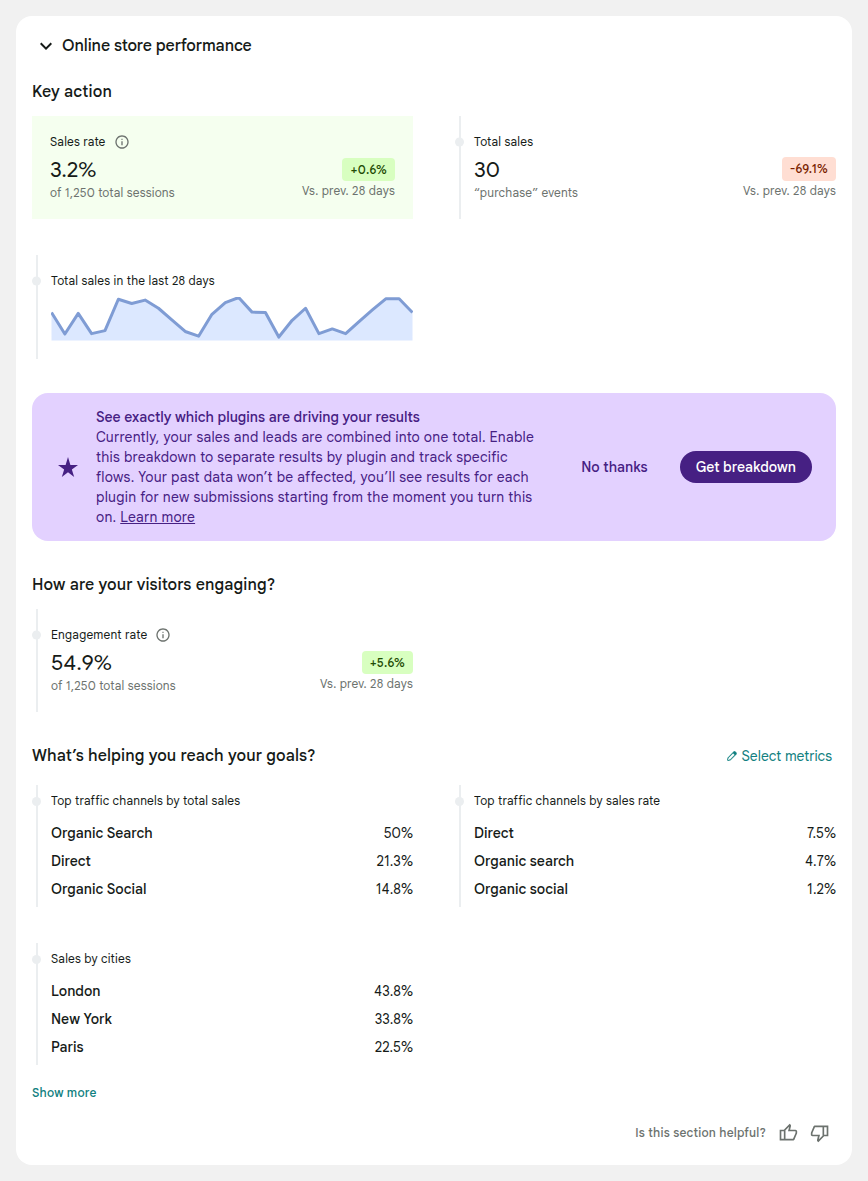 Online store performance
Key action
Sales rate
3.2%
+0.6%
of 1,250 total sessions
Vs. prev. 28 days
Total sales
30
-69.1%
“purchase” events
Vs. prev. 28 days
Total sales in the last 28 days
See exactly which plugins are driving your results
Currently, your sales and leads are combined into one total. Enable
this breakdown to separate results by plugin and track specific
flows. Your past data won’t be affected, you’ll see results for each
plugin for new submissions starting from the moment you turn this
on. Learn more
No thanks
Get breakdown
How are your visitors engaging?
Engagement rate
54.9%
+5.6%
of 1,250 total sessions
Vs. prev. 28 days
What’s helping you reach your goals?
Select metrics
Top traffic channels by total sales
Organic Search 50%
Direct 21.3%
Organic Social 14.8%
Top traffic channels by sales rate
Direct 7.5%
Organic search 4.7%
Organic social 1.2%
Sales by cities
London 43.8%
New York 33.8%
Paris 22.5%
Show more
Is this section helpful?